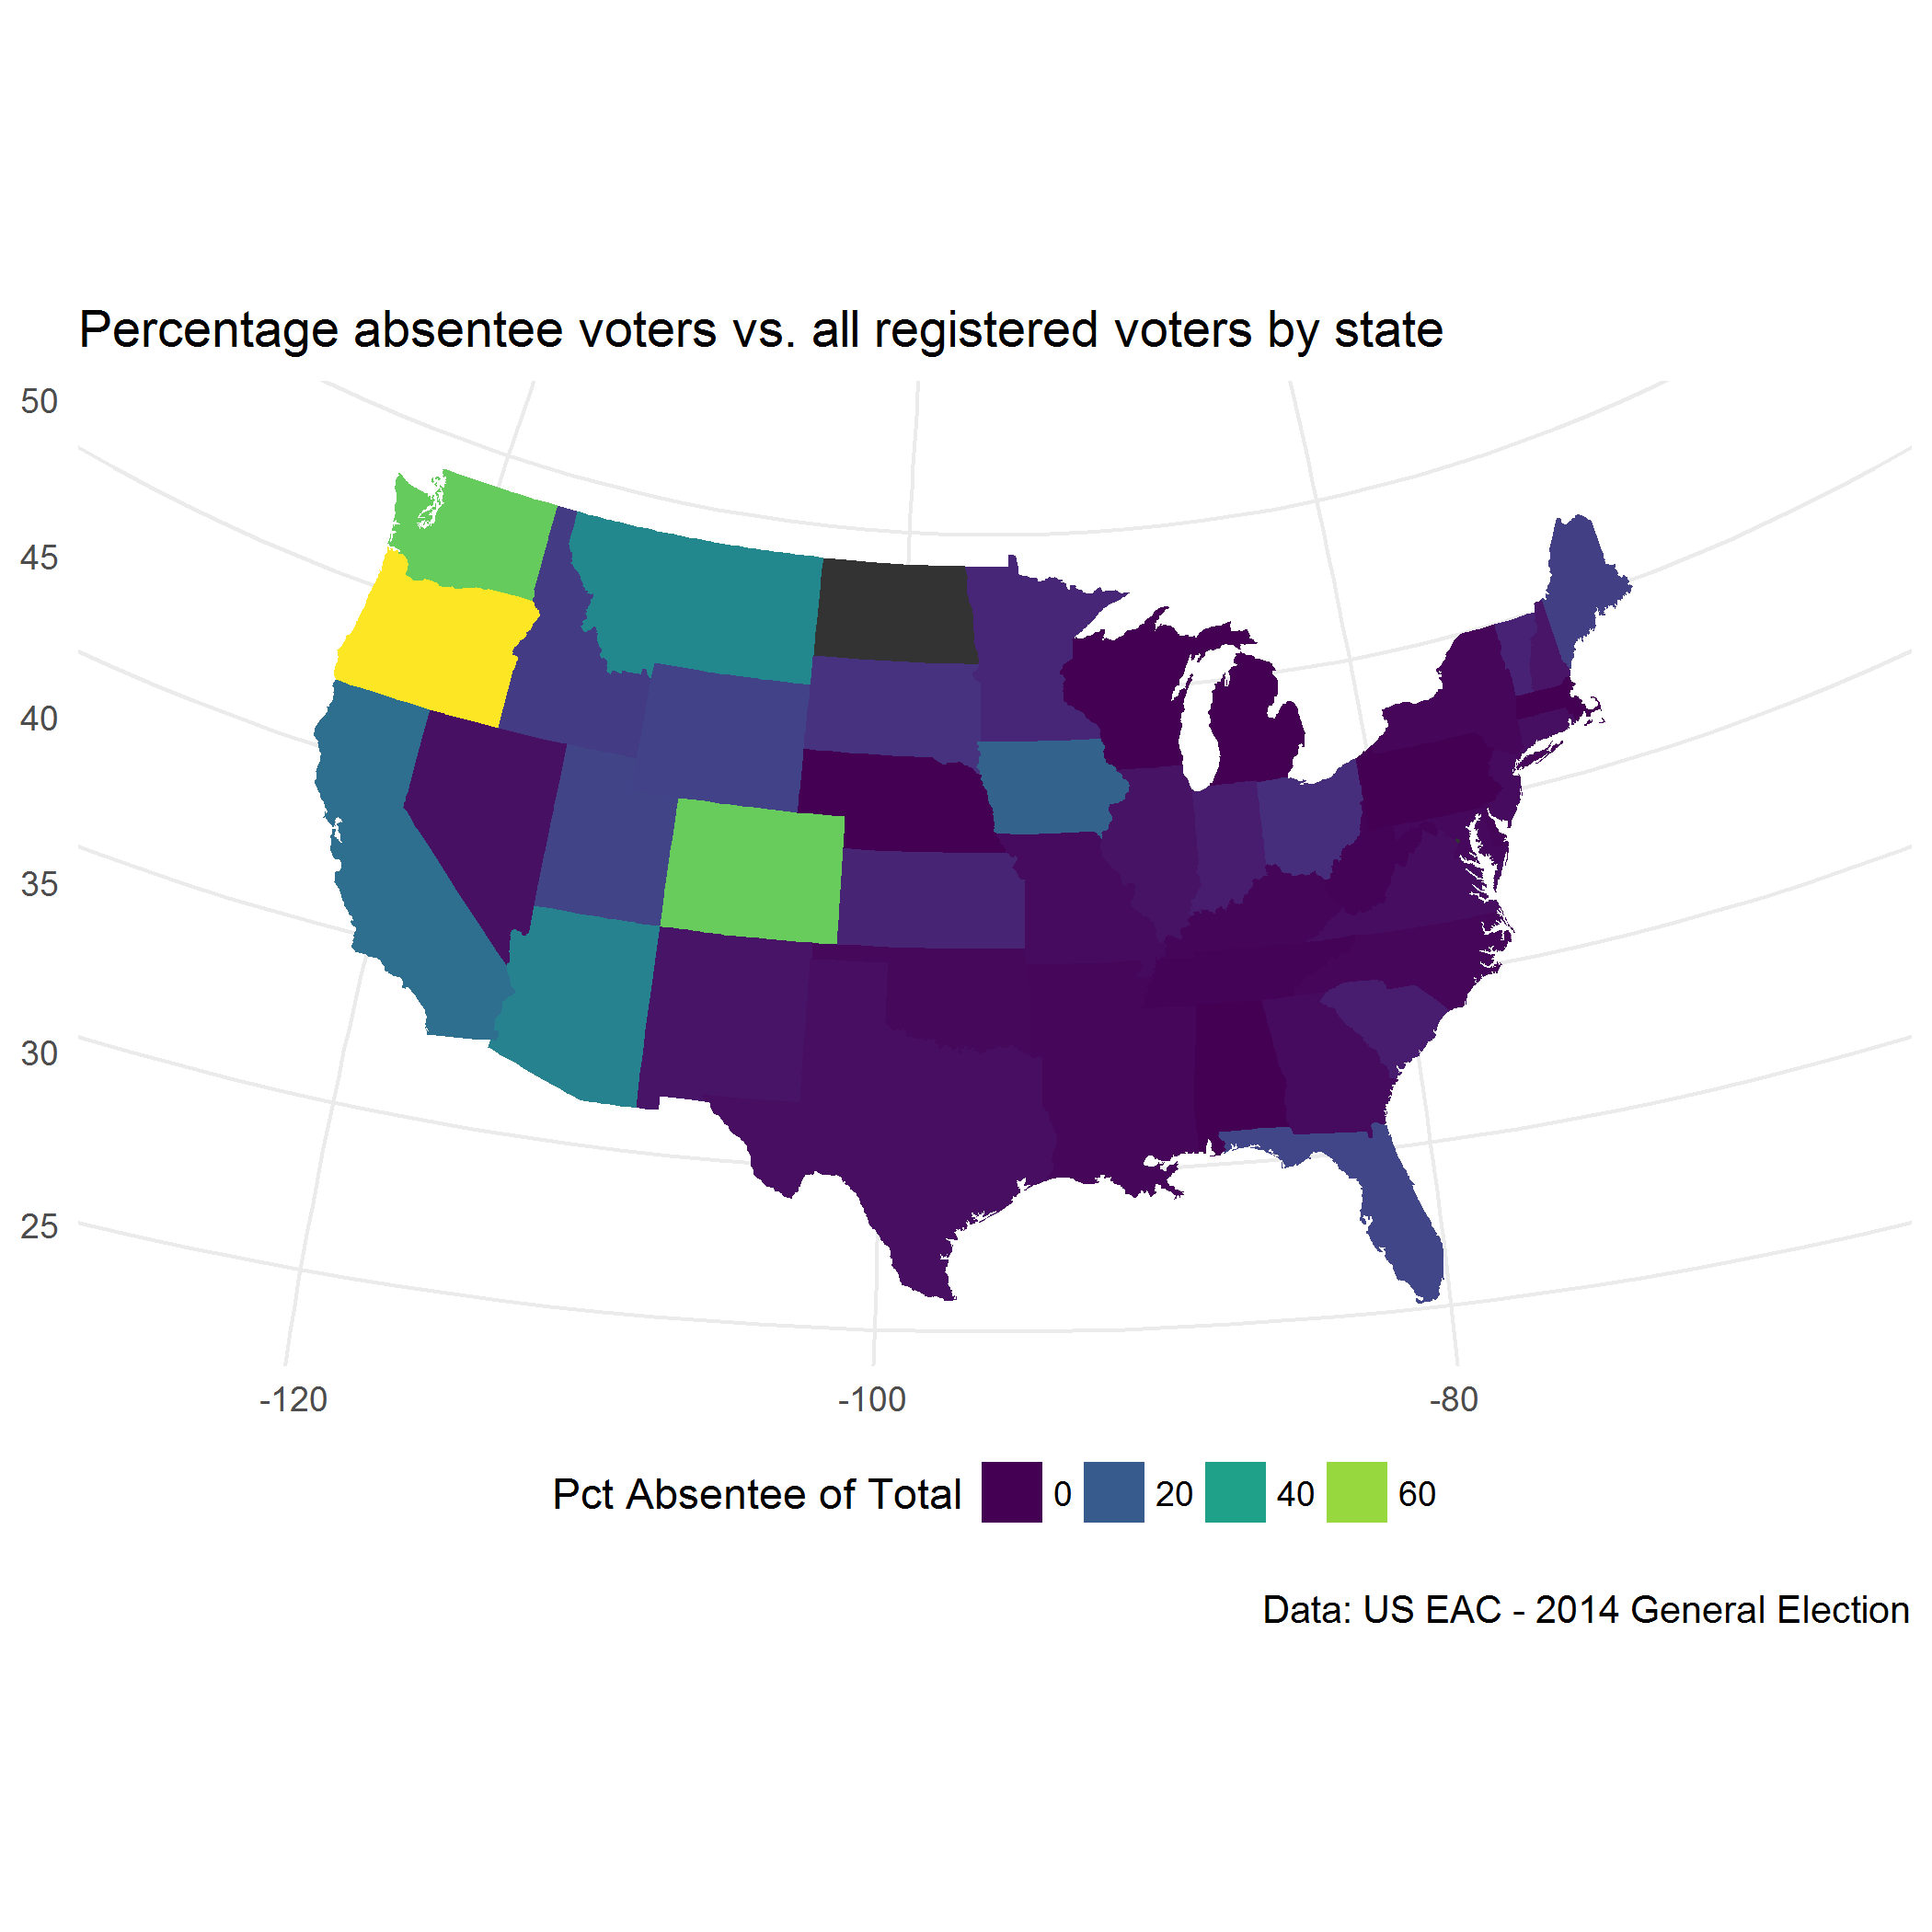 Percentage absentee voters vs. all registered voters by state
50
45
40
35
30
25
-120 -100 -80
Pct Absentee of Total 0 20 40 60
Data: US EAC - 2014 General Election